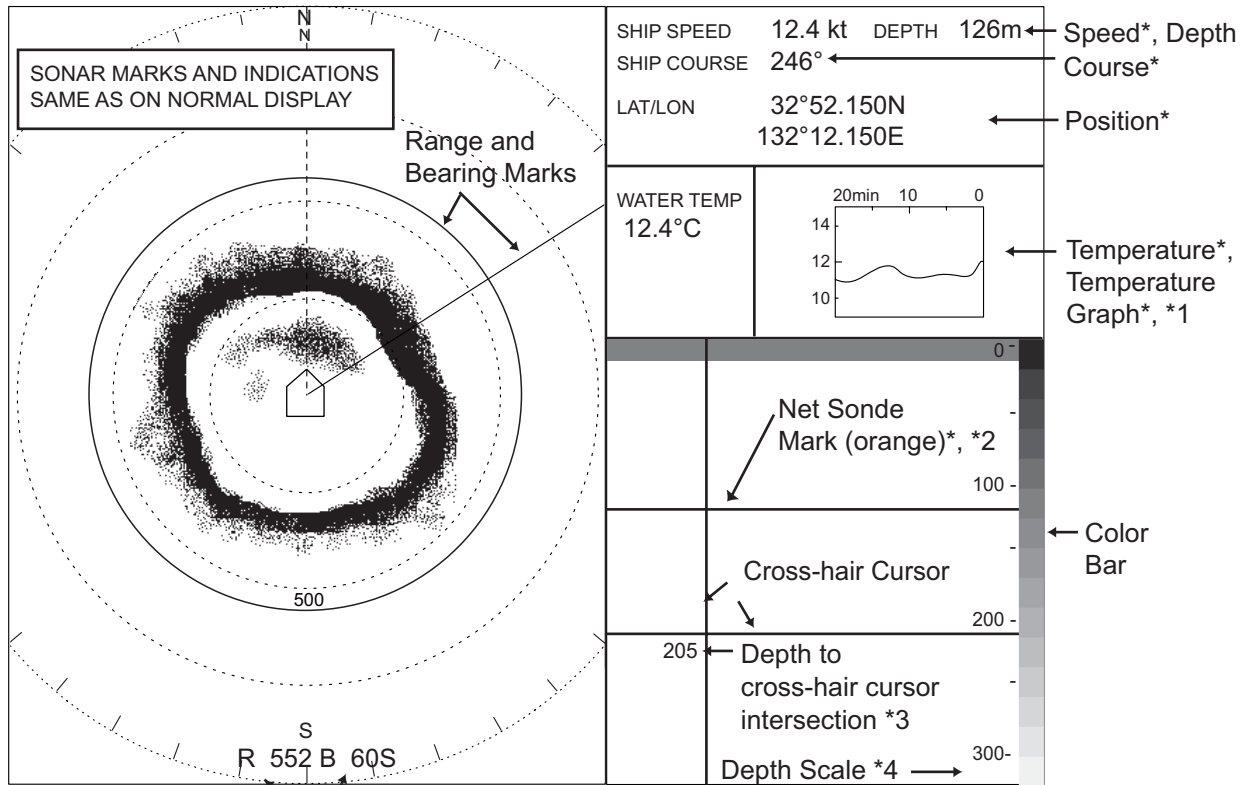 N
N
SONAR MARKS AND INDICATIONS
SAME AS ON NORMAL DISPLAY
Range and
Bearing Marks
500
S
R 552 B 60S
SHIP SPEED 12.4 kt DEPTH 126m
SHIP COURSE 246°
LAT/LON 32°52.150N
132°12.150E
Speed*, Depth
Course*
Position*
WATER TEMP
12.4°C
20min 10 0
14
12
10
Temperature*,
Temperature
Graph*, *1
0
Net Sonde
Mark (orange)*, *2
100
Color
Bar
Cross-hair Cursor
200
205
Depth to
cross-hair cursor
intersection *3
300
Depth Scale *4